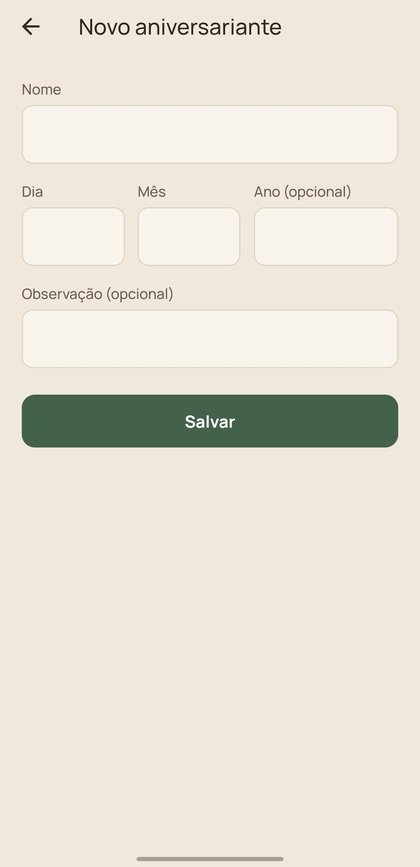 Novo aniversariante
Nome
Dia Mês Ano (opcional)
Observação (opcional)
Salvar